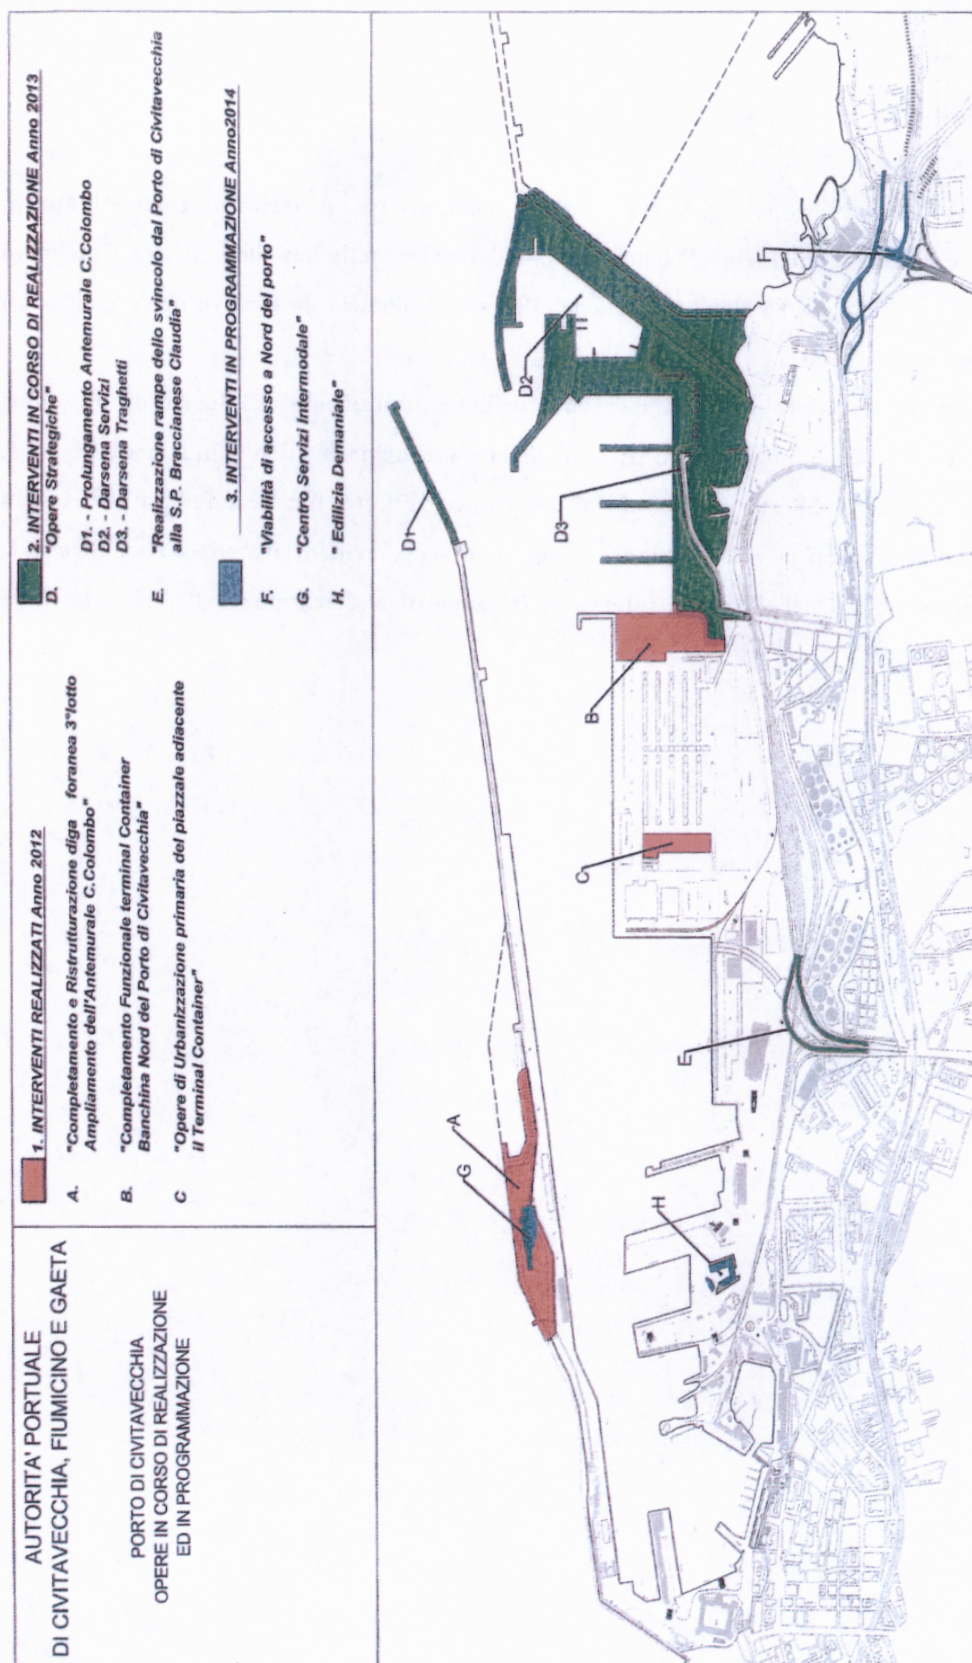 AUTORITA' PORTUALE
DI CIVITAVECCHIA, FIUMICINO E GAETA
PORTO DI CIVITAVECCHIA
OPERE IN CORSO DI REALIZZAZIONE
ED IN PROGRAMMAZIONE
1. INTERVENTI REALIZZATI Anno 2012
A. "Completamento e Ristrutturazione diga foranea 3°lotto
Ampliamento dell'Antemurale C.Colombo"
B. "Completamento Funzionale terminal Container
Banchina Nord del Porto di Civitavecchia"
C "Opere di Urbanizzazione primaria del piazzale adiacente
il Terminal Container"
2. INTERVENTI IN CORSO DI REALIZZAZIONE Anno 2013
D. "Opere Strategiche"
D1. - Prolungamento Antemurale C.Colombo
D2. - Darsena Servizi
D3. - Darsena Traghetti
E. "Realizzazione rampe dello svincolo dal Porto di Civitavecchia
alla S.P. Braccianese Claudia"
3. INTERVENTI IN PROGRAMMAZIONE Anno2014
F. "Viabilità di accesso a Nord del porto"
G. "Centro Servizi Intermodale"
H. " Edilizia Demaniale"
G
A
D1
H
E
C
B
D3
D2
F